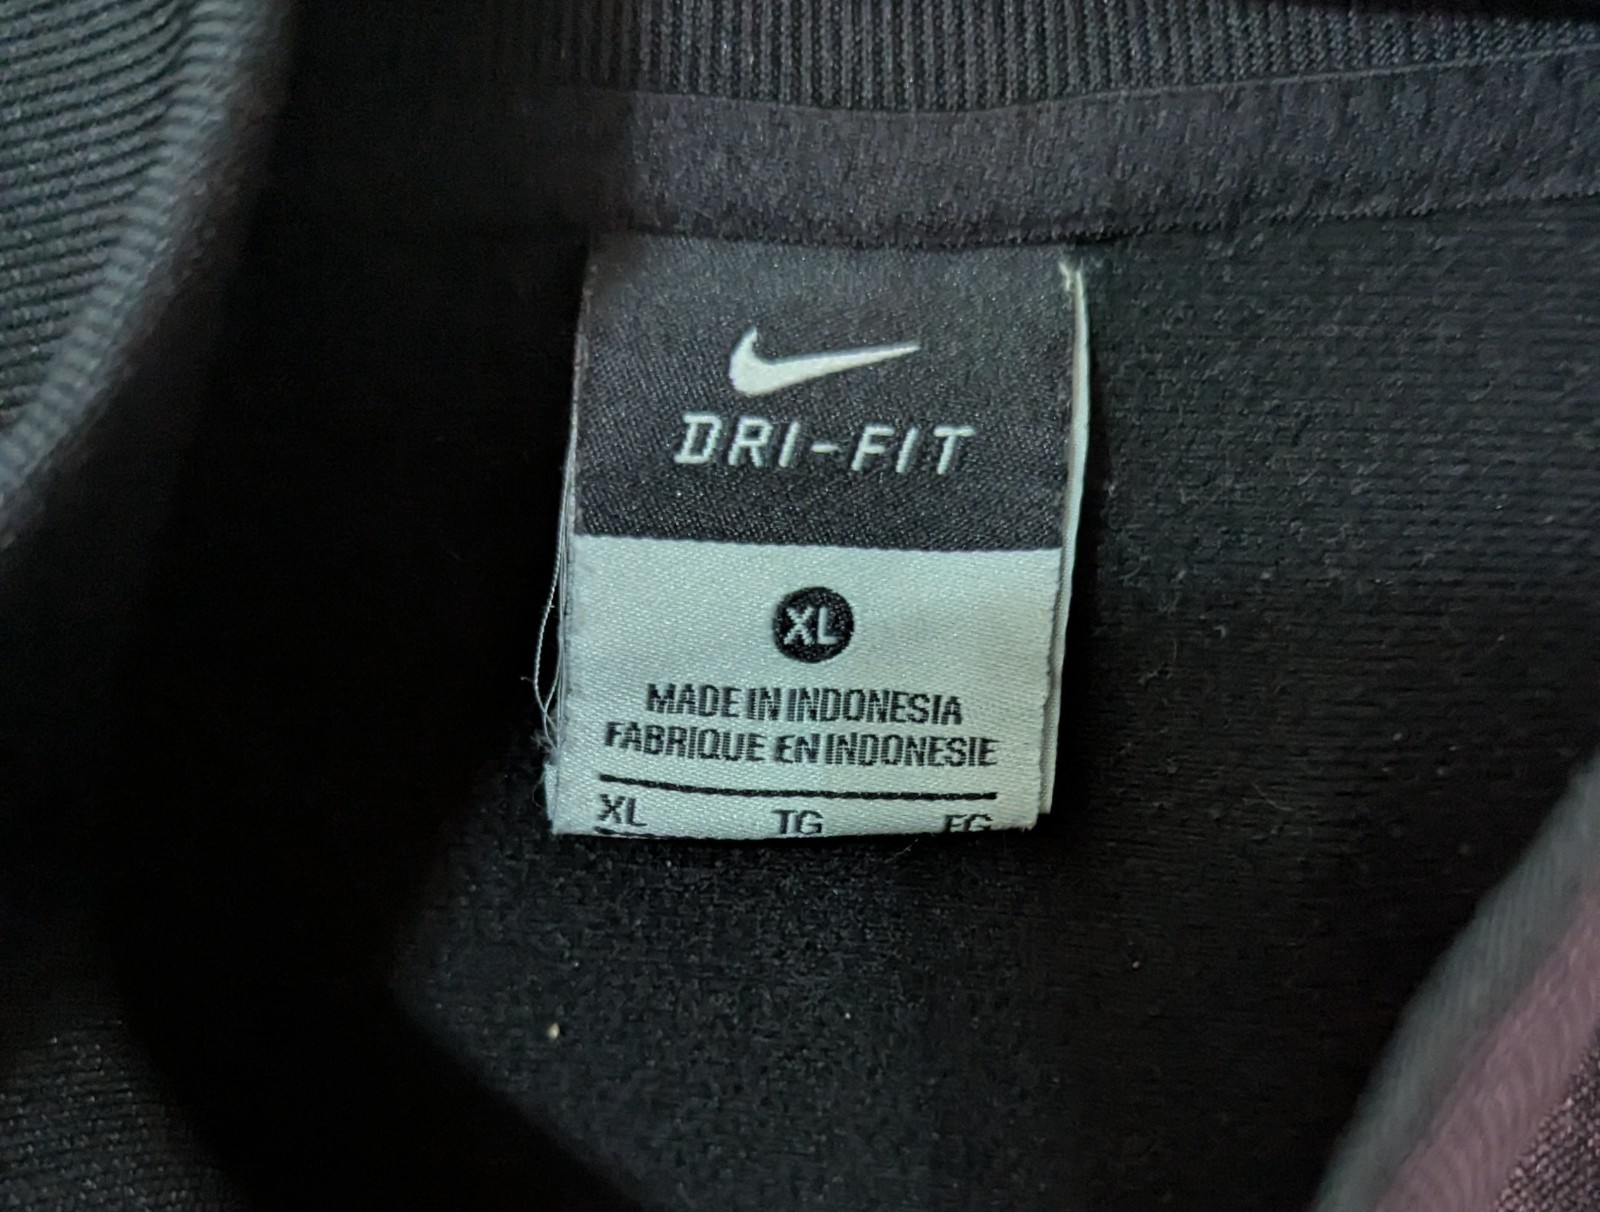 DRI-FIT
XL
MADE IN INDONESIA
FABRIQUE EN INDONESIE
XL TG EG